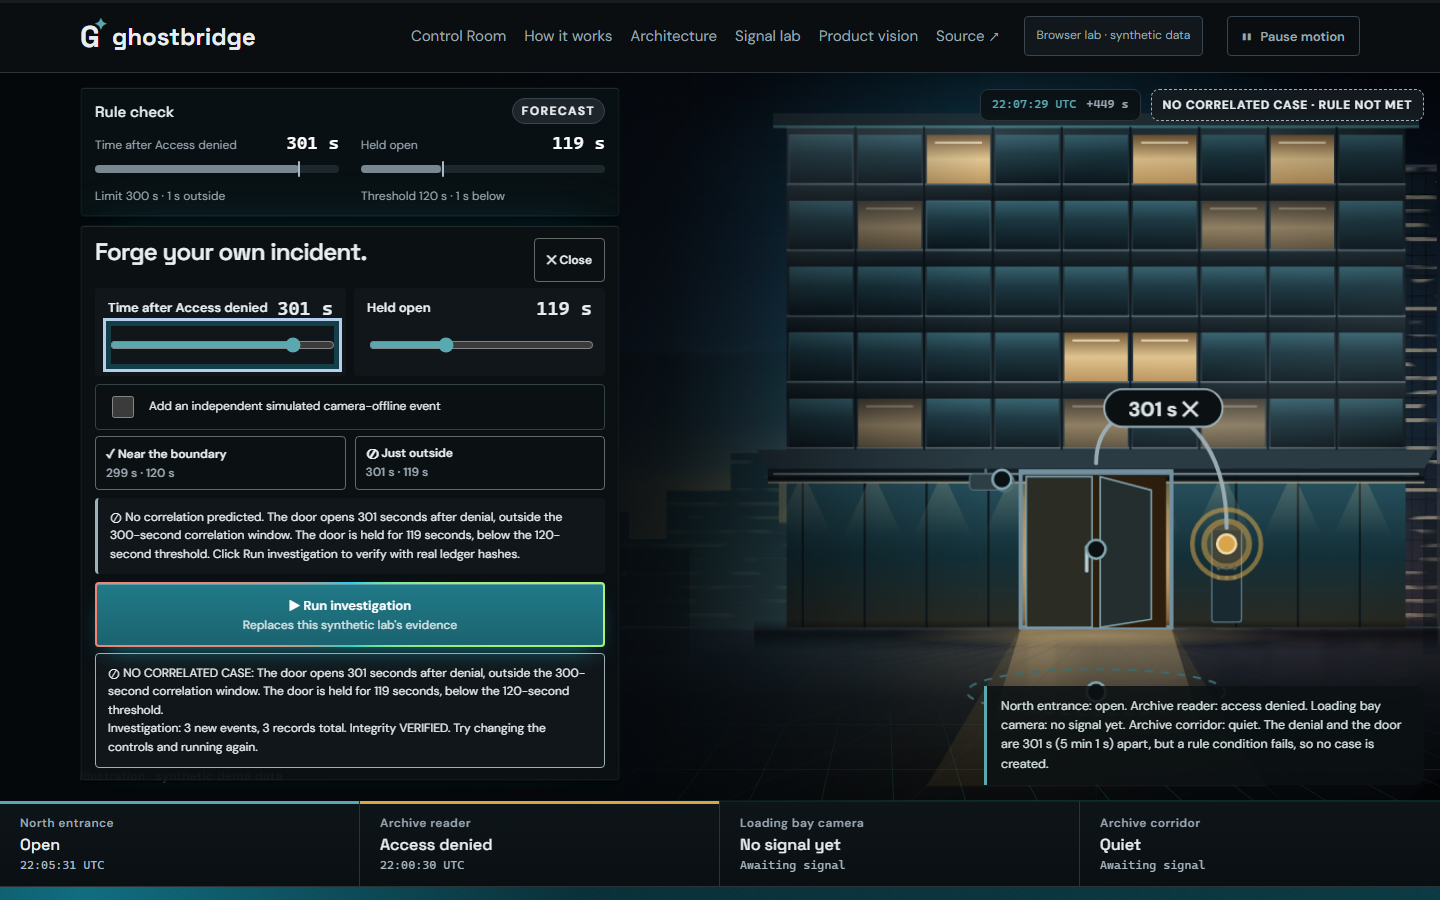 G ghostbridge
Control Room
How it works
Architecture
Signal lab
Product vision
Source ↗
Browser lab · synthetic data
Pause motion
Rule check
FORECAST
Time after Access denied 301 s
Held open 119 s
Limit 300 s · 1 s outside
Threshold 120 s · 1 s below
Forge your own incident.
✕ Close
Time after Access denied 301 s
Held open 119 s
Add an independent simulated camera-offline event
✓ Near the boundary
299 s · 120 s
⊘ Just outside
301 s · 119 s
⊘ No correlation predicted. The door opens 301 seconds after denial, outside the
300-second correlation window. The door is held for 119 seconds, below the 120-
second threshold. Click Run investigation to verify with real ledger hashes.
▶ Run investigation
Replaces this synthetic lab's evidence
⊘ NO CORRELATED CASE: The door opens 301 seconds after denial, outside the 300-
second correlation window. The door is held for 119 seconds, below the 120-second
threshold.
Investigation: 3 new events, 3 records total. Integrity VERIFIED. Try changing the
controls and running again.
Illustration · synthetic demo data
22:07:29 UTC +449 s
NO CORRELATED CASE · RULE NOT MET
301 s ✕
North entrance: open. Archive reader: access denied. Loading bay
camera: no signal yet. Archive corridor: quiet. The denial and the door
are 301 s (5 min 1 s) apart, but a rule condition fails, so no case is
created.
North entrance
Open
22:05:31 UTC
Archive reader
Access denied
22:00:30 UTC
Loading bay camera
No signal yet
Awaiting signal
Archive corridor
Quiet
Awaiting signal